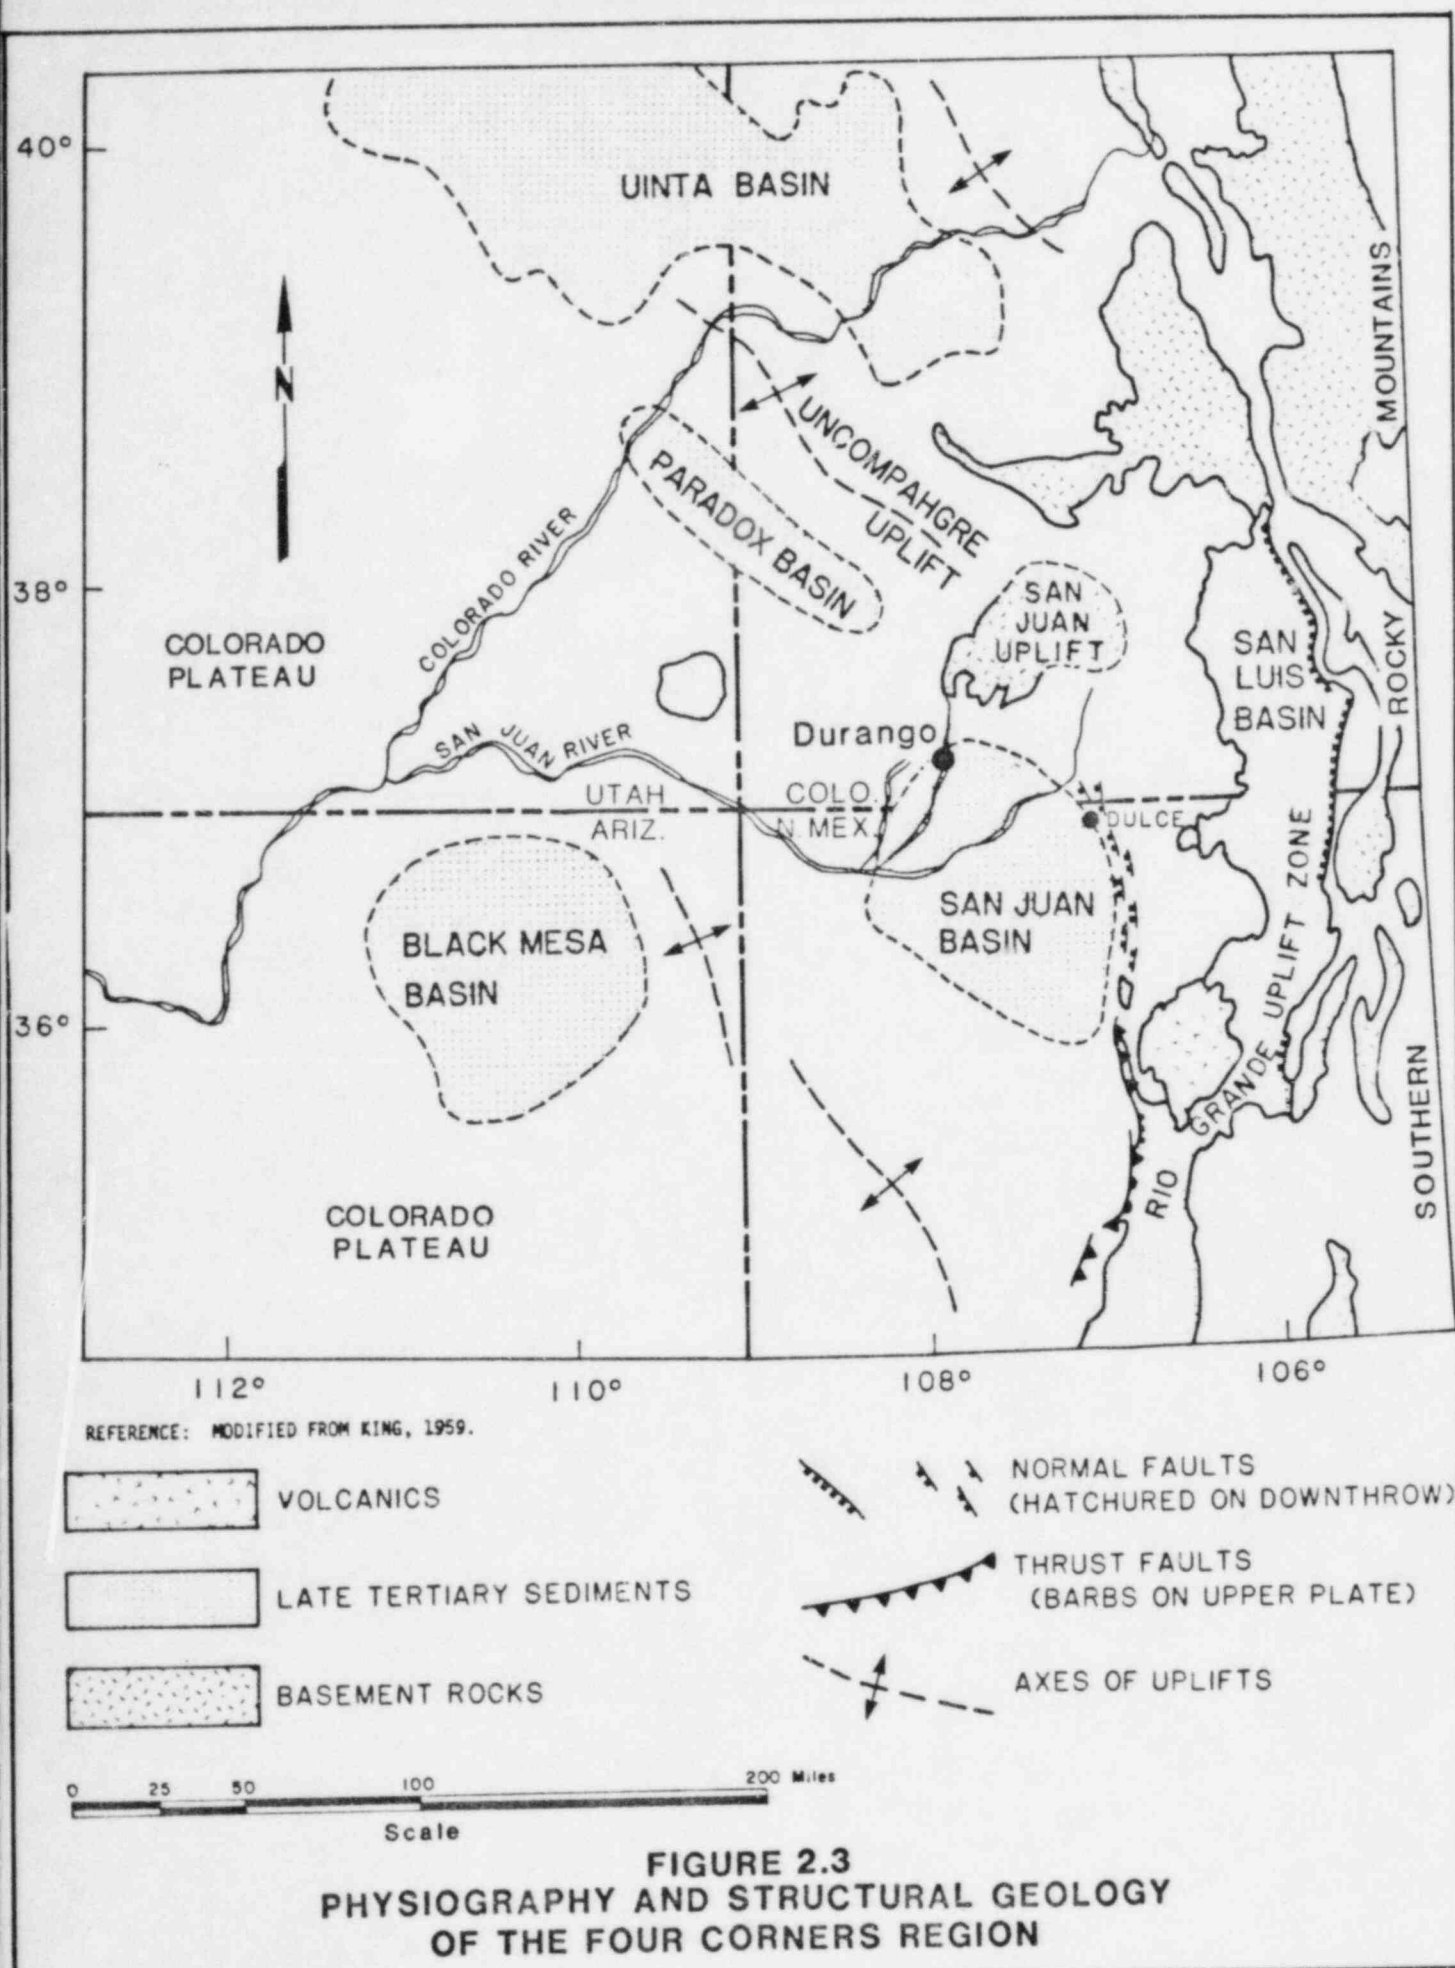 40°
UINTA BASIN
MOUNTAINS
N
UNCOMPAHGRE
UPLIFT
PARADOX BASIN
COLORADO RIVER
38°
SAN
JUAN
UPLIFT
COLORADO
PLATEAU
SAN
LUIS
BASIN
ROCKY
SAN JUAN RIVER
Durango
UTAH
COLO.
ARIZ.
N. MEX.
DULCE
BLACK MESA
BASIN
SAN JUAN
BASIN
36°
RIO GRANDE UPLIFT ZONE
SOUTHERN
COLORADO
PLATEAU
112°
110°
108°
106°
REFERENCE: MODIFIED FROM KING, 1959.
VOLCANICS
NORMAL FAULTS
(HATCHURED ON DOWNTHROW)
LATE TERTIARY SEDIMENTS
THRUST FAULTS
(BARBS ON UPPER PLATE)
BASEMENT ROCKS
AXES OF UPLIFTS
0 25 50 100 200 Miles
Scale
FIGURE 2.3
PHYSIOGRAPHY AND STRUCTURAL GEOLOGY
OF THE FOUR CORNERS REGION